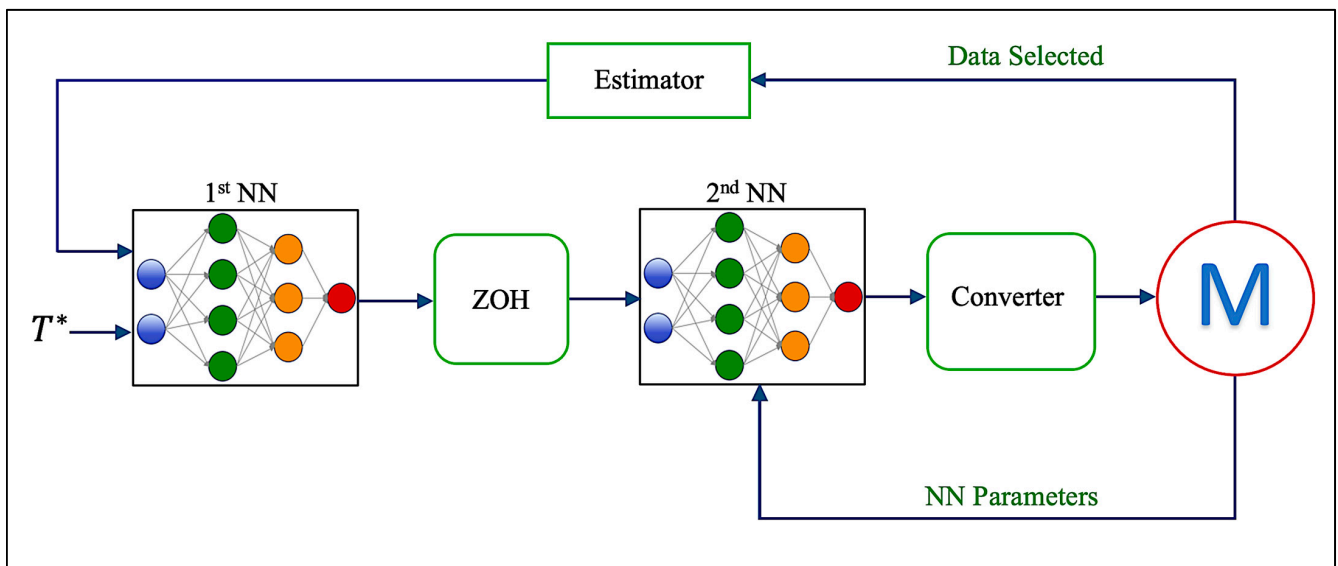 Data Selected
Estimator
1st NN
2nd NN
T*
ZOH
Converter
M
NN Parameters